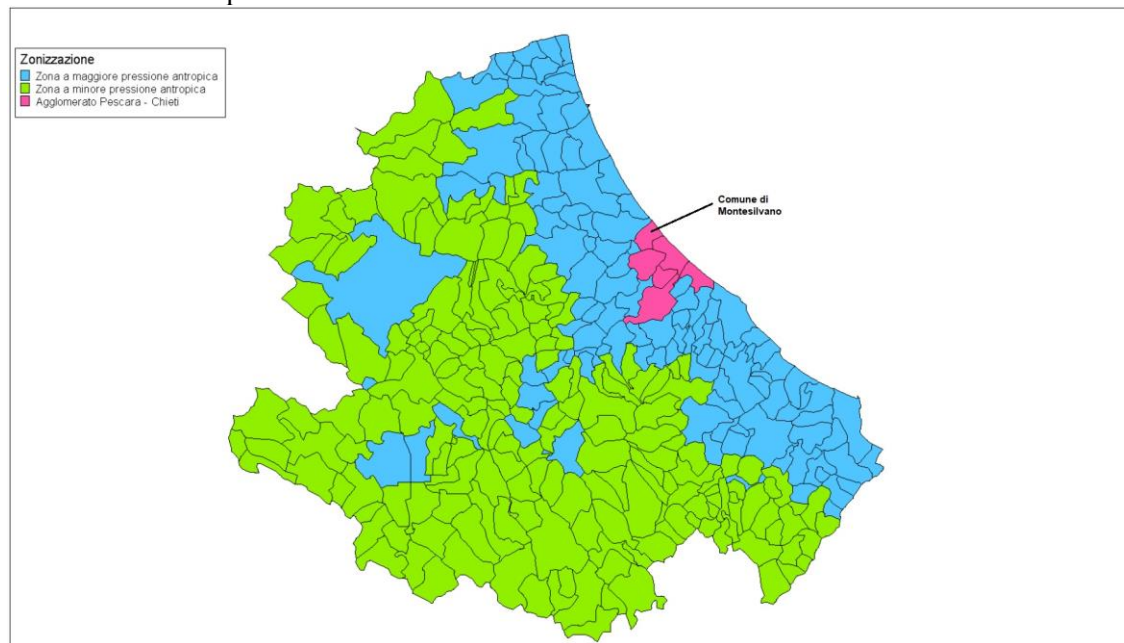 Zonizzazione
Zona a maggiore pressione antropica
Zona a minore pressione antropica
Agglomerato Pescara - Chieti
Comune di
Montesilvano